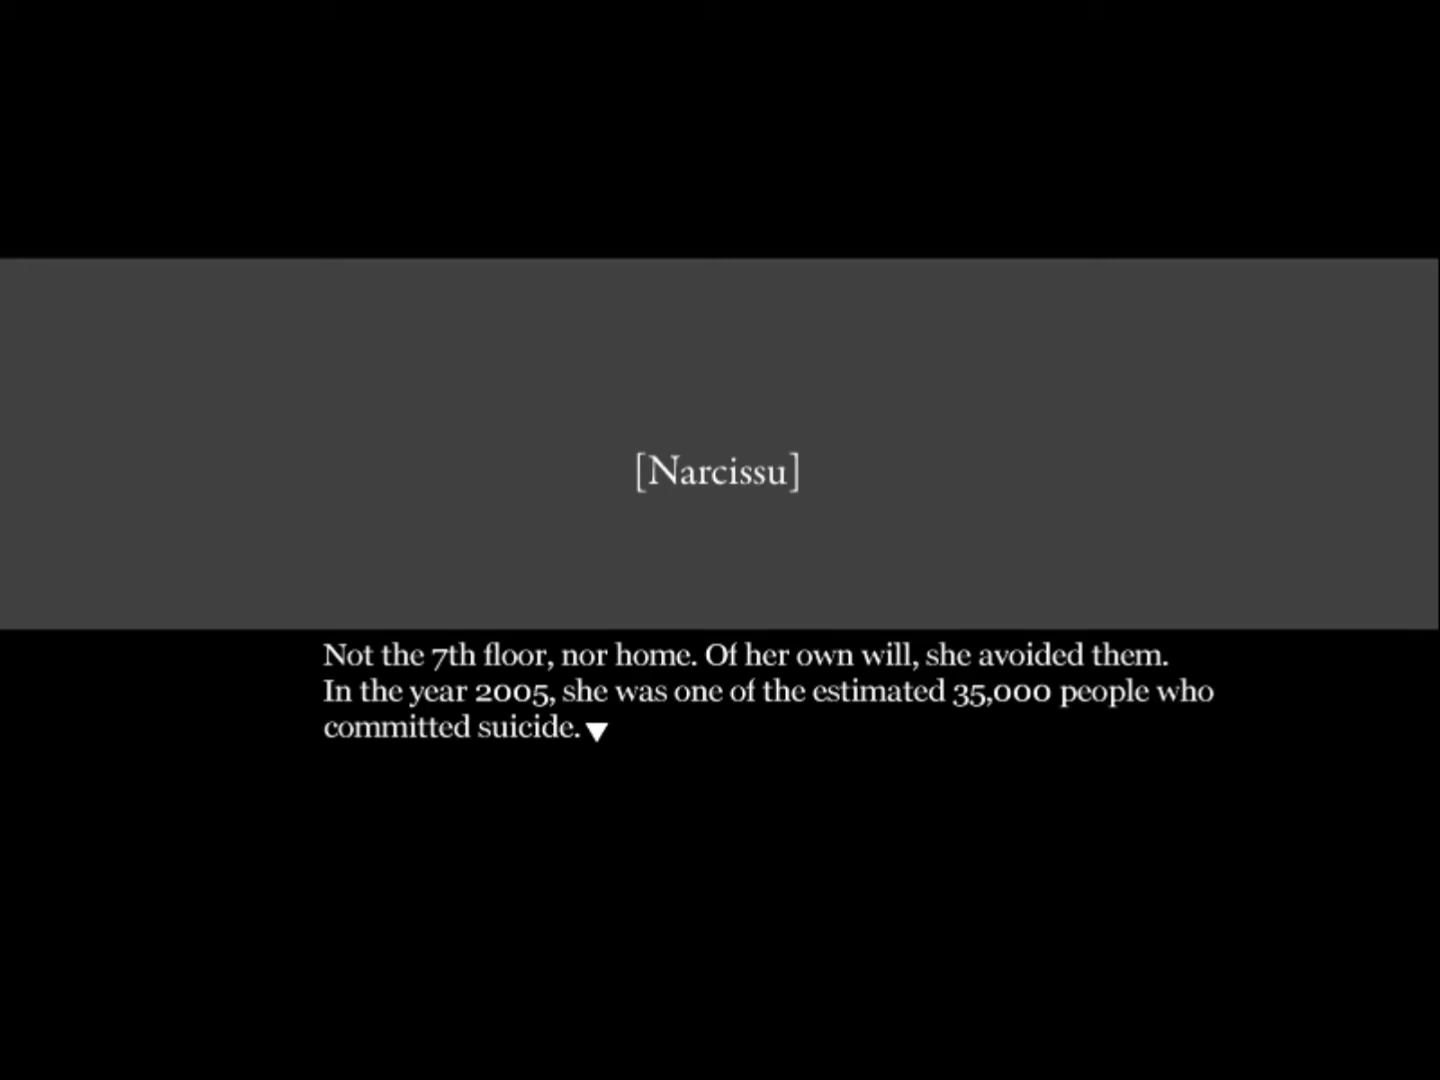 [Narcissu]
Not the 7th floor, nor home. Of her own will, she avoided them.
In the year 2005, she was one of the estimated 35,000 people who
committed suicide.